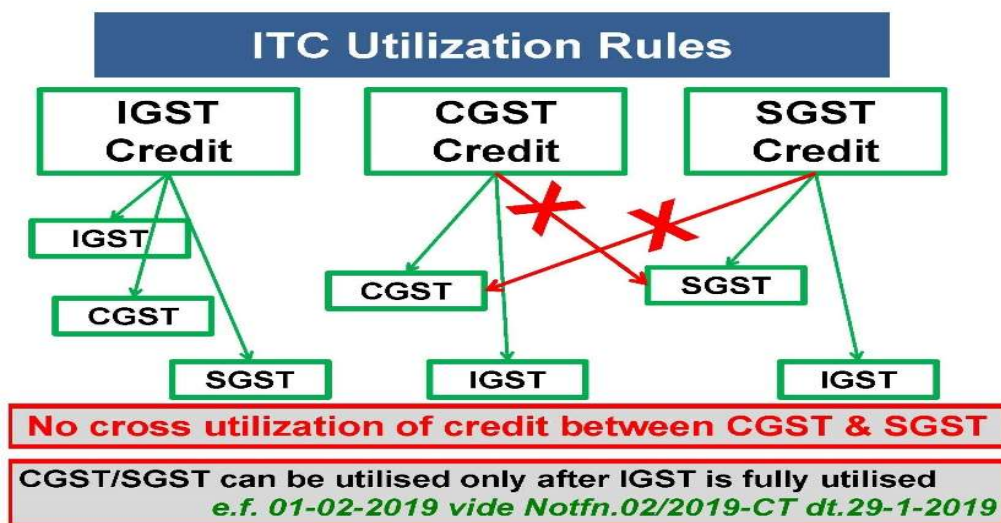 ITC Utilization Rules
IGST
Credit
CGST
Credit
SGST
Credit
IGST
CGST
SGST
CGST
IGST
SGST
IGST
No cross utilization of credit between CGST & SGST
CGST/SGST can be utilised only after IGST is fully utilised
e.f. 01-02-2019 vide Notfn.02/2019-CT dt.29-1-2019